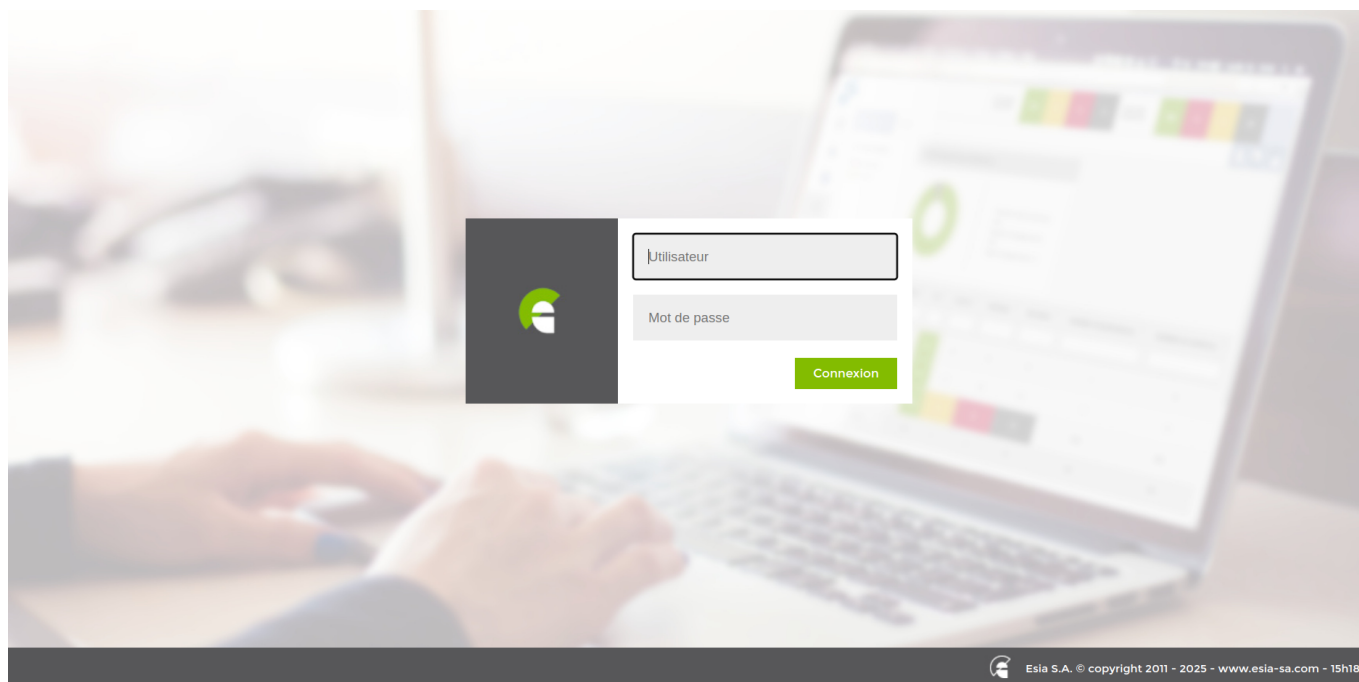 Utilisateur
Mot de passe
Connexion
Esia S.A. © copyright 2011 - 2025 - www.esia-sa.com - 15h18